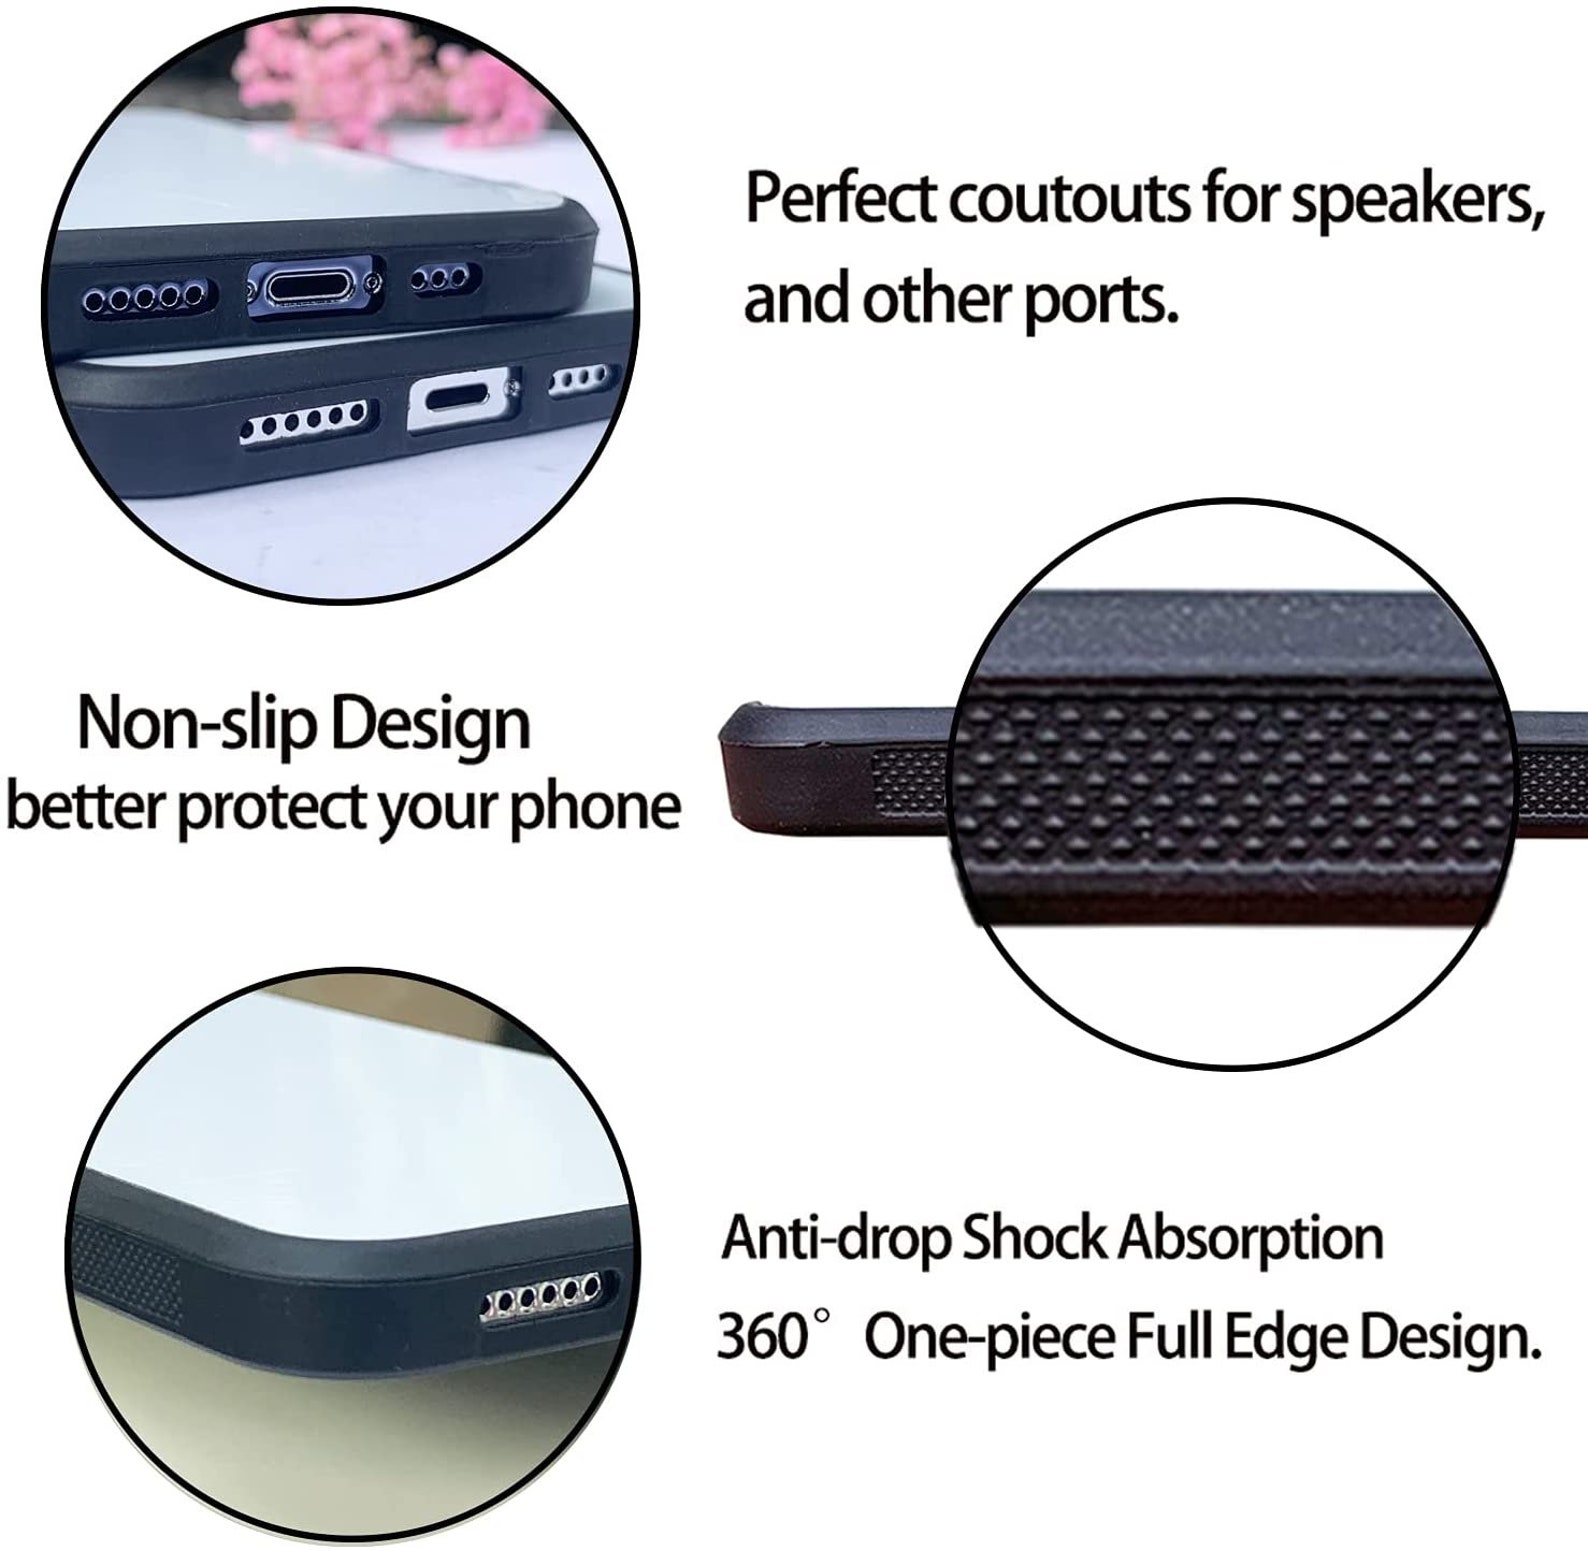 Perfect coutouts for speakers,
and other ports.
Non-slip Design
better protect your phone
Anti-drop Shock Absorption
360° One-piece Full Edge Design.